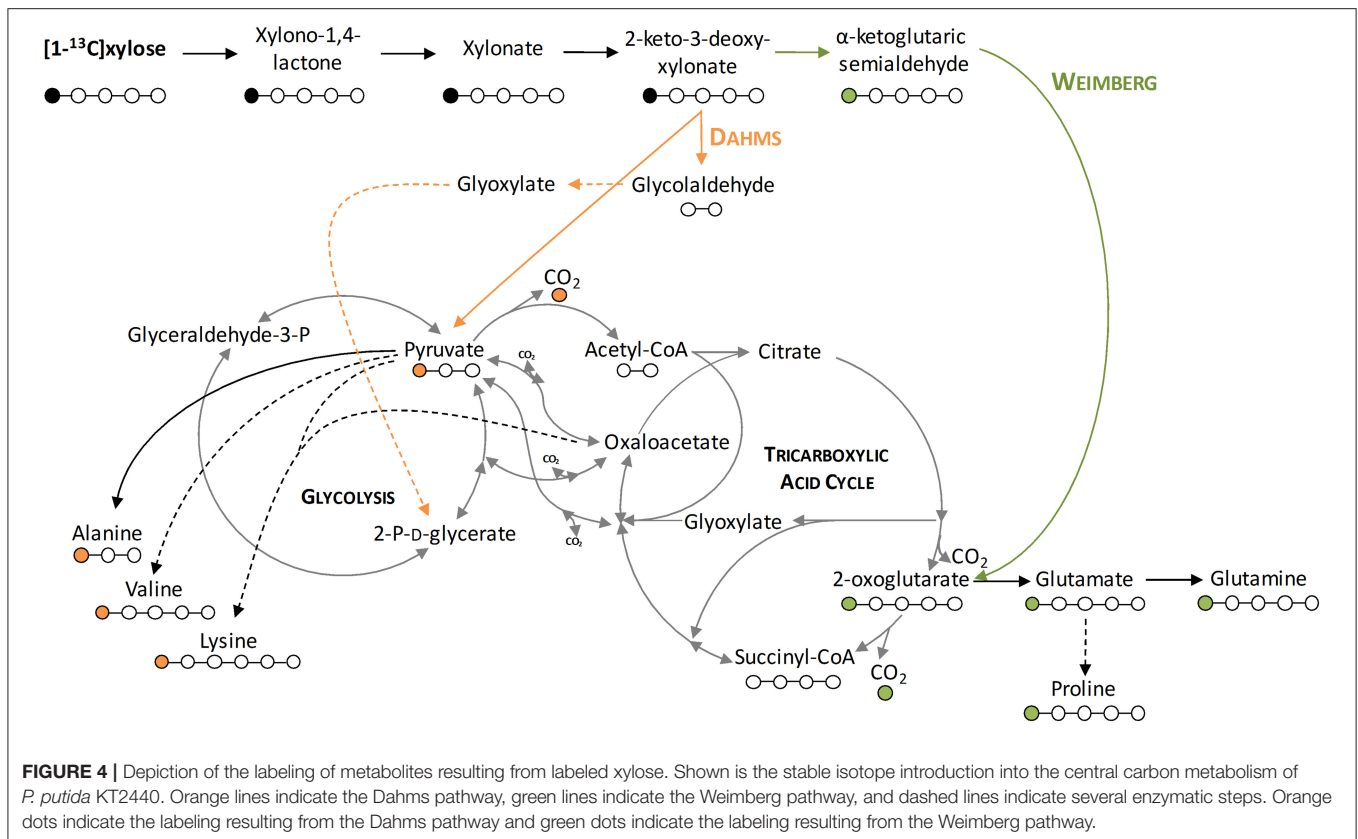 [1-¹³C]xylose
Xylono-1,4-
lactone
Xylonate
2-keto-3-deoxy-
xylonate
α-ketoglutaric
semialdehyde
WEIMBERG
DAHMS
Glyoxylate
Glycolaldehyde
CO₂
Glyceraldehyde-3-P
Pyruvate
CO₂
Acetyl-CoA
Citrate
Oxaloacetate
CO₂
TRICARBOXYLIC
ACID CYCLE
GLYCOLYSIS
Alanine
2-P-D-glycerate
CO₂
Glyoxylate
CO₂
Valine
2-oxoglutarate
Glutamate
Glutamine
Lysine
Succinyl-CoA
CO₂
Proline
FIGURE 4 | Depiction of the labeling of metabolites resulting from labeled xylose. Shown is the stable isotope introduction into the central carbon metabolism of
P. putida KT2440. Orange lines indicate the Dahms pathway, green lines indicate the Weimberg pathway, and dashed lines indicate several enzymatic steps. Orange
dots indicate the labeling resulting from the Dahms pathway and green dots indicate the labeling resulting from the Weimberg pathway.